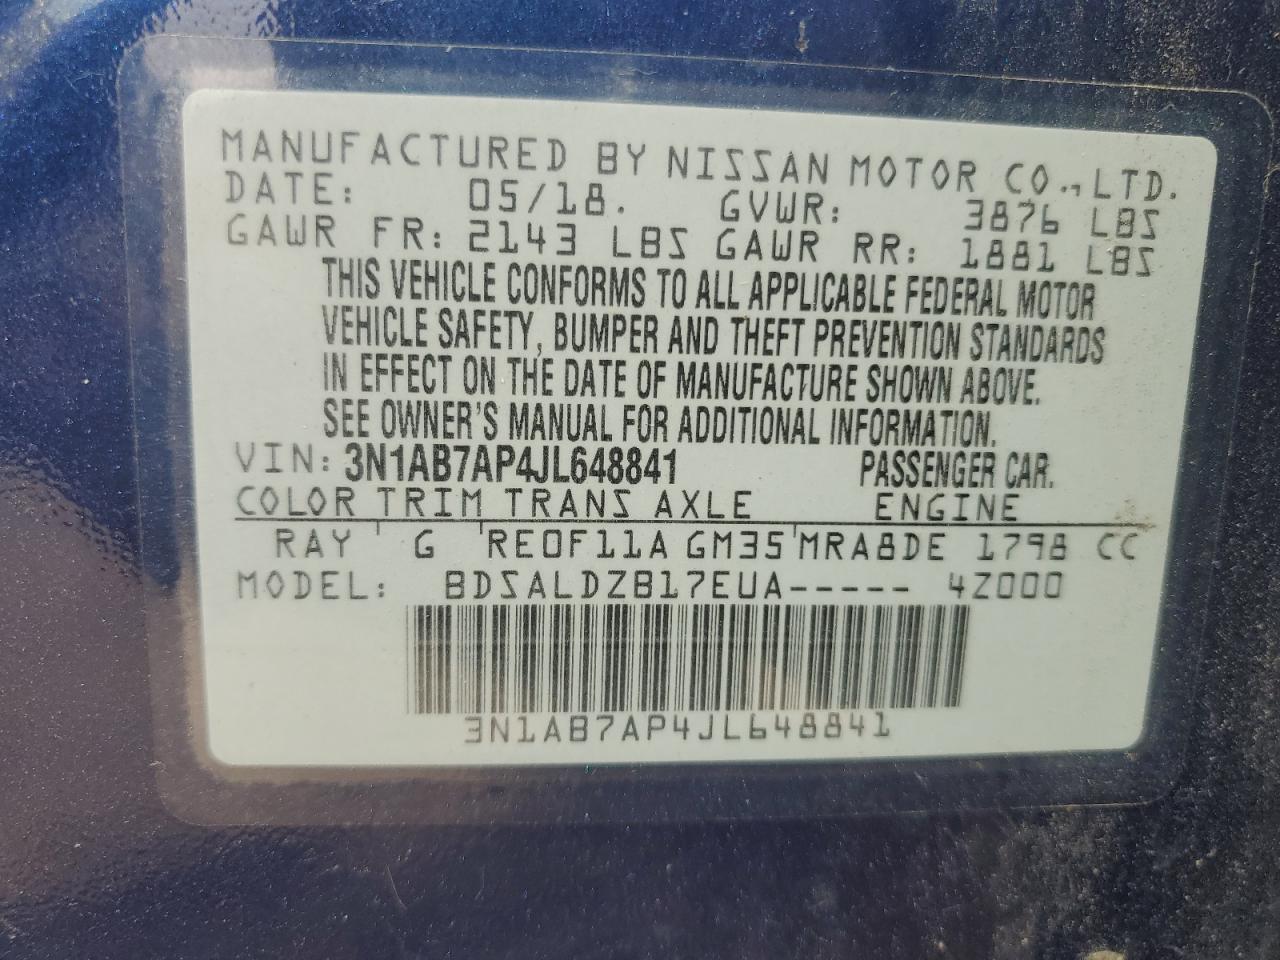 MANUFACTURED BY NISSAN MOTOR CO., LTD.
DATE: 05/18. GVWR: 3876 LBS
GAWR FR: 2143 LBS GAWR RR: 1881 LBS
THIS VEHICLE CONFORMS TO ALL APPLICABLE FEDERAL MOTOR
VEHICLE SAFETY, BUMPER AND THEFT PREVENTION STANDARDS
IN EFFECT ON THE DATE OF MANUFACTURE SHOWN ABOVE.
SEE OWNER'S MANUAL FOR ADDITIONAL INFORMATION.
VIN: 3N1AB7AP4JL648841 PASSENGER CAR.
COLOR TRIM TRANS AXLE ENGINE
RAY G RE0F11A GM35 MRA8DE 1798 CC
MODEL: BDSALDZB17EUA----- 4Z000
3N1AB7AP4JL648841